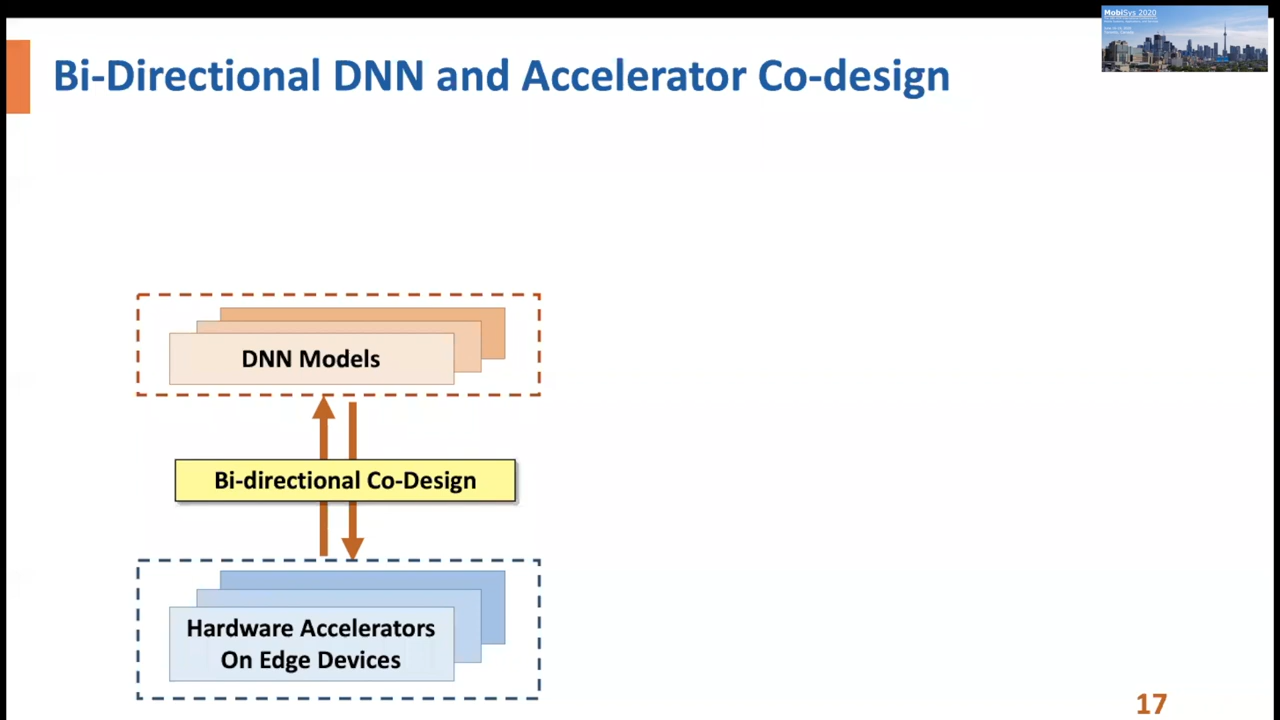 MobiSys 2020
Bi-Directional DNN and Accelerator Co-design
DNN Models
Bi-directional Co-Design
Hardware Accelerators
On Edge Devices
17